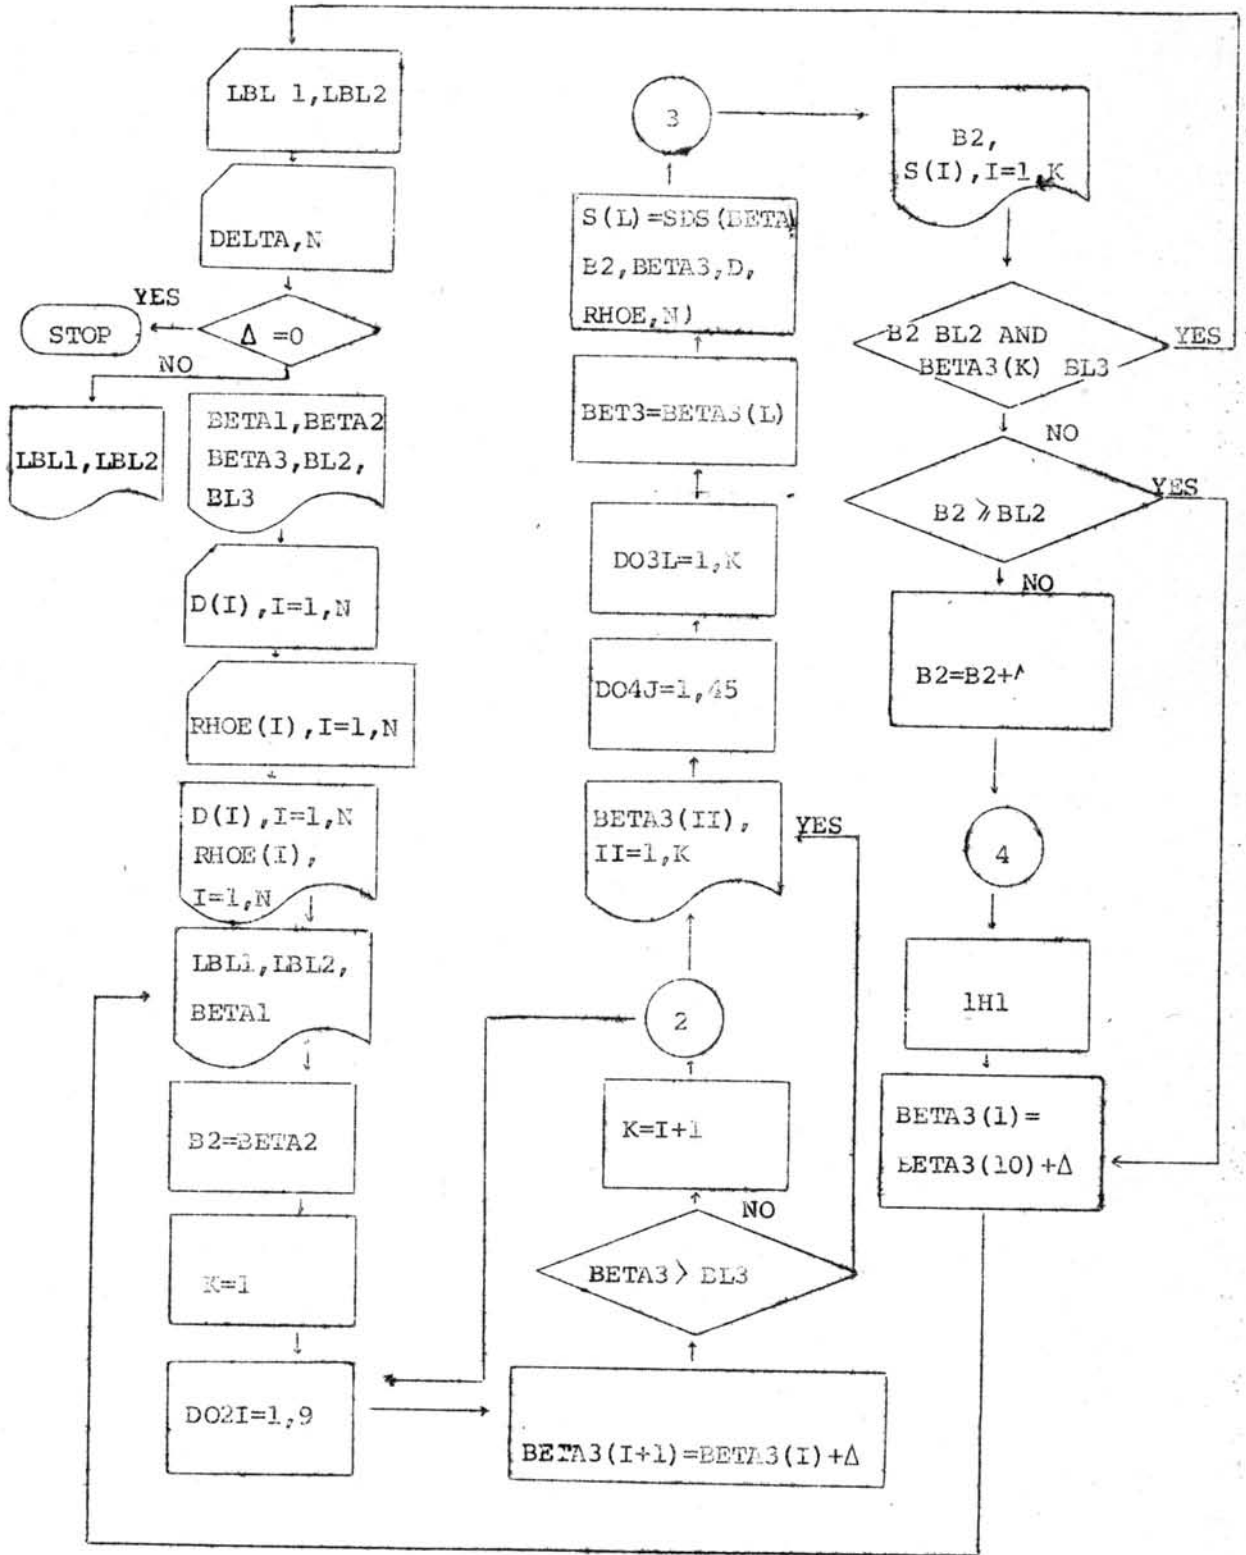 LBL 1,LBL2
DELTA,N
YES
Δ =0
STOP
NO
LBL1,LBL2
BETA1,BETA2
BETA3,BL2,
BL3
D(I),I=1,N
RHOE(I),I=1,N
D(I),I=1,N
RHOE(I),
I=1,N
LBL1,LBL2,
BETA1
B2=BETA2
K=1
DO2I=1,9
BETA3(I+1)=BETA3(I)+Δ
BETA3 > BL3
NO
YES
K=I+1
2
BETA3(II),
II=1,K
DO4J=1,45
DO3L=1,K
BET3=BETA3(L)
S(L)=SDS(BETA
B2,BETA3,D,
RHOE,N)
3
B2,
S(I),I=1,K
B2 BL2 AND
BETA3(K) BL3
YES
NO
B2 ⩾ BL2
YES
NO
B2=B2+^
4
1H1
BETA3(1)=
BETA3(10)+Δ